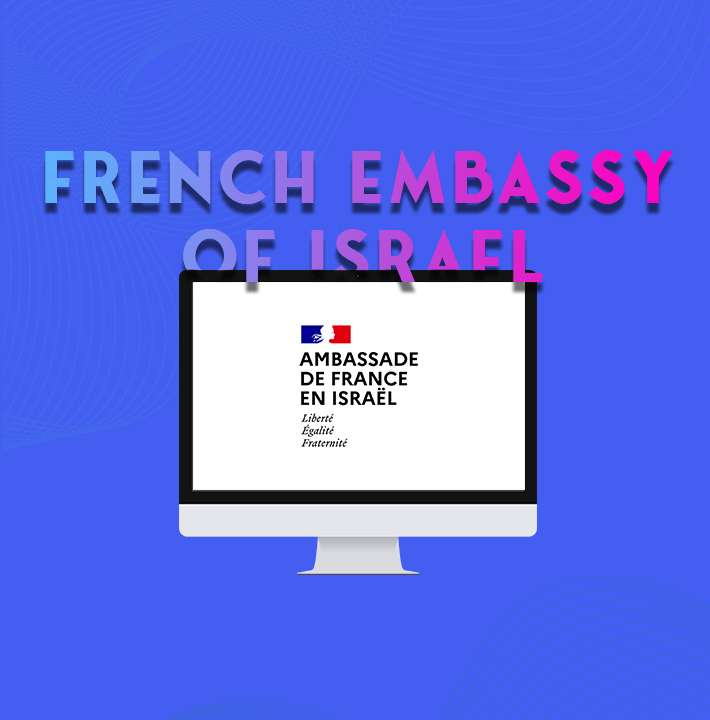 FRENCH EMBASSY
OF ISRAEL
AMBASSADE
DE FRANCE
EN ISRAËL
Liberté
Égalité
Fraternité